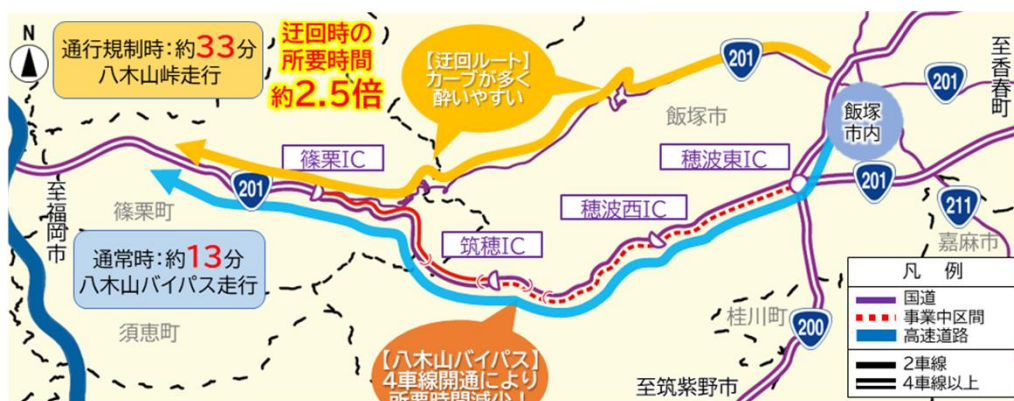 N
通行規制時：約33分
八木山峠走行
迂回時の
所要時間
約2.5倍
【迂回ルート】
カーブが多く
酔いやすい
201
至香春町
201
飯塚市
飯塚
市内
篠栗IC
穂波東IC
至福岡市
201
篠栗町
穂波西IC
201
211
嘉麻市
筑穂IC
通常時：約13分
八木山バイパス走行
須恵町
桂川町
200
至筑紫野市
【八木山バイパス】
4車線開通により
所要時間減少！
凡 例
国道
事業中区間
高速道路
2車線
4車線以上